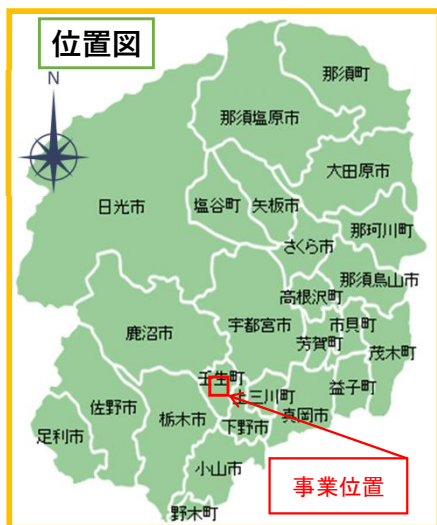 位置図
N
那須町
那須塩原市
大田原市
日光市
塩谷町
矢板市
那珂川町
さくら市
那須烏山市
高根沢町
鹿沼市
宇都宮市
市貝町
芳賀町
茂木町
壬生町
上三川町
益子町
真岡市
佐野市
栃木市
下野市
足利市
小山市
事業位置
野木町